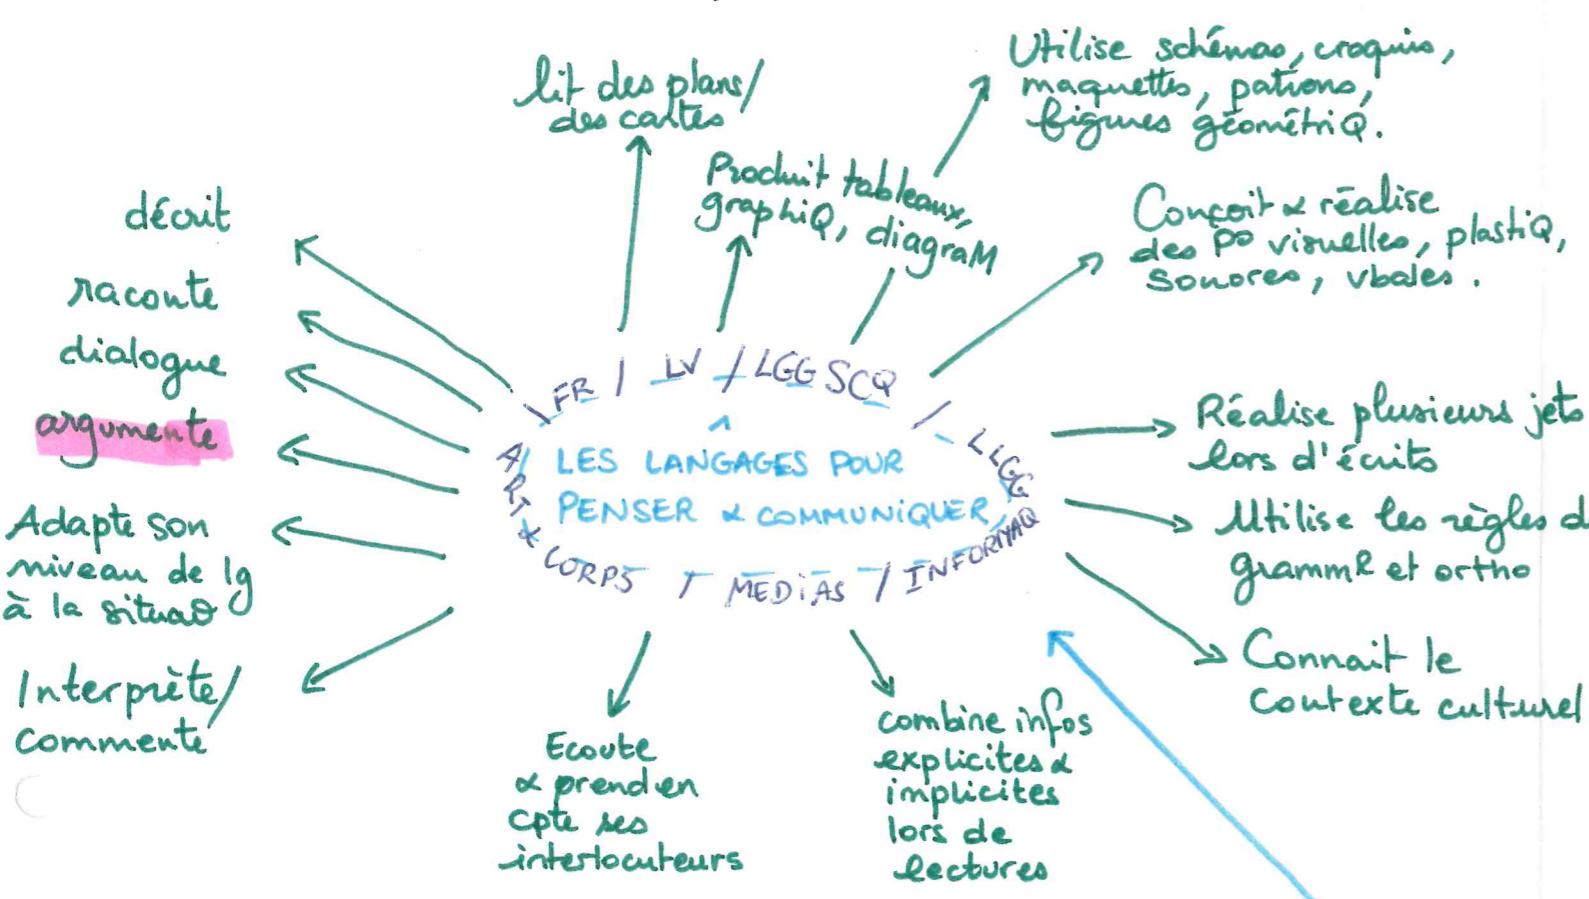 lit des plans/
des cartes
Utilise schémas, croquis,
maquettes, patrons,
figures géométriQ.
Produit tableaux,
graphiQ, diagraM
Conçoit & réalise
des P° visuelles, plastiQ,
sonores, vbales.
décrit
raconte
dialogue
argumente
Adapte son
niveau de lg
à la situa°
Interprète/
commente
\ FR / LV / LGG SCQ / LLGG INFORMAQ / MEDIAS / CORPS & ART /
LES LANGAGES POUR
PENSER & COMMUNIQUER
Réalise plusieurs jets
lors d'écrits
Utilise les règles d
grammR et ortho
Connait le
contexte culturel
Ecoute
& prend en
cpte ses
interlocuteurs
combine infos
explicites &
implicites
lors de
lectures